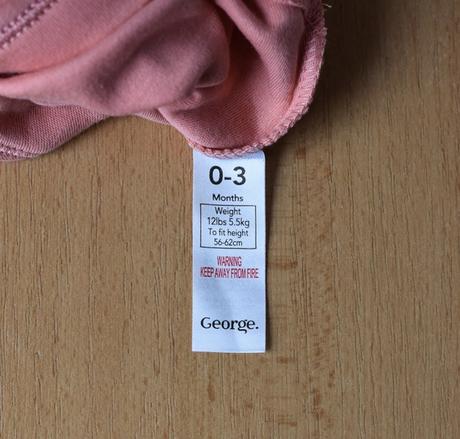 0-3
Months
Weight
12lbs 5.5kg
To fit height
56-62cm
WARNING
KEEP AWAY FROM FIRE
George.